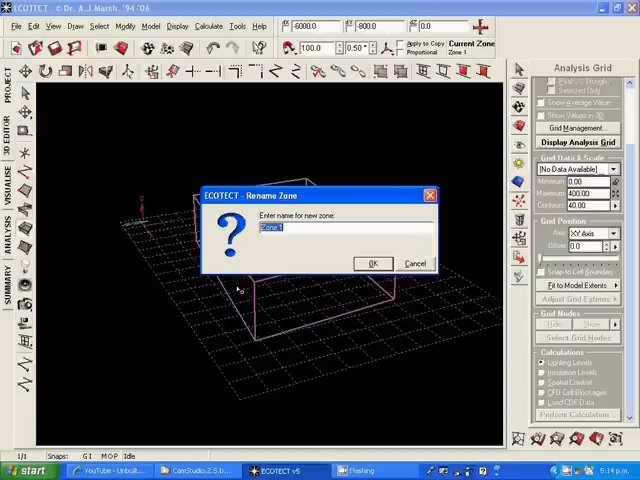 ECOTECT - © Dr. A.J.Marsh, '94-'06
File Edit View Draw Select Modify Model Display Calculate Tools Help
-6000.0 -800.0 0.0
100.0 0.50 ° Apply to Copy Current Zone
Proportional Zone 1
PROJECT
3D EDITOR
VISUALISE
ANALYSIS
SUMMARY
ECOTECT - Rename Zone
Enter name for new zone:
Zone 1
OK Cancel
Analysis Grid
Selected Only
Show Average Value
Show Values in 3D
Grid Management...
Display Analysis Grid
Grid Data & Scale
[No Data Available]
Minimum: 0.00
Maximum: 400.00
Contours: 40.00
Grid Position
Axis: XY Axis
Offset: 0.0
Snap to Cell Boundary
Fit to Model Extents
Adjust Grid Extents
Grid Nodes
Hide Show
Select Grid Nodes
Calculations
Lighting Levels
Insolation Levels
Spatial Comfort
CFD Cell Blockages
Load CFD Data
Perform Calculation...
1/1 Snaps: G I M O P Idle
start YouTube - Unbuilt... CamStudio.2.5.b... ECOTECT v5 Flashing 5:14 p.m.